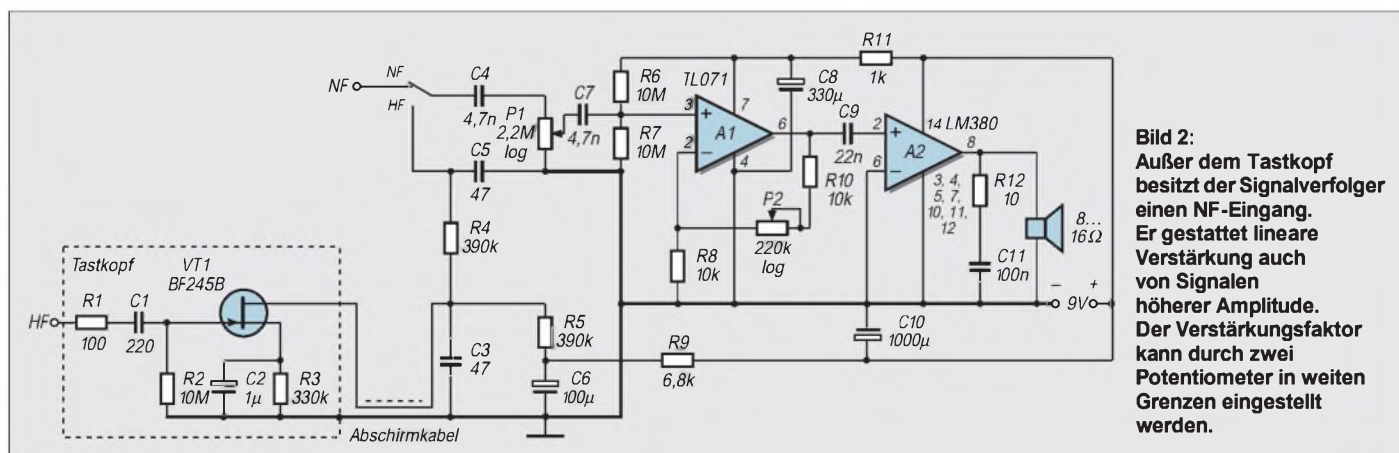 NF
NF
HF
C4
4,7n
P1
2,2M
log
C7
4,7n
C5
47
R4
390k
R6
10M
R7
10M
TL071
3
+
2
−
A1
7
6
4
C8
330µ
R11
1k
C9
22n
R10
10k
P2
220k
log
R8
10k
2
+
6
−
A2
14
LM380
8
3, 4,
5, 7,
10, 11,
12
R12
10
C11
100n
8...
16Ω
−
+
9V
C10
1000µ
R9
6,8k
R5
390k
C6
100µ
C3
47
Tastkopf
VT1
BF245B
HF
R1
100
C1
220
R2
10M
C2
1µ
R3
330k
Abschirmkabel
Bild 2:
Außer dem Tastkopf
besitzt der Signalverfolger
einen NF-Eingang.
Er gestattet lineare
Verstärkung auch
von Signalen
höherer Amplitude.
Der Verstärkungsfaktor
kann durch zwei
Potentiometer in weiten
Grenzen eingestellt
werden.